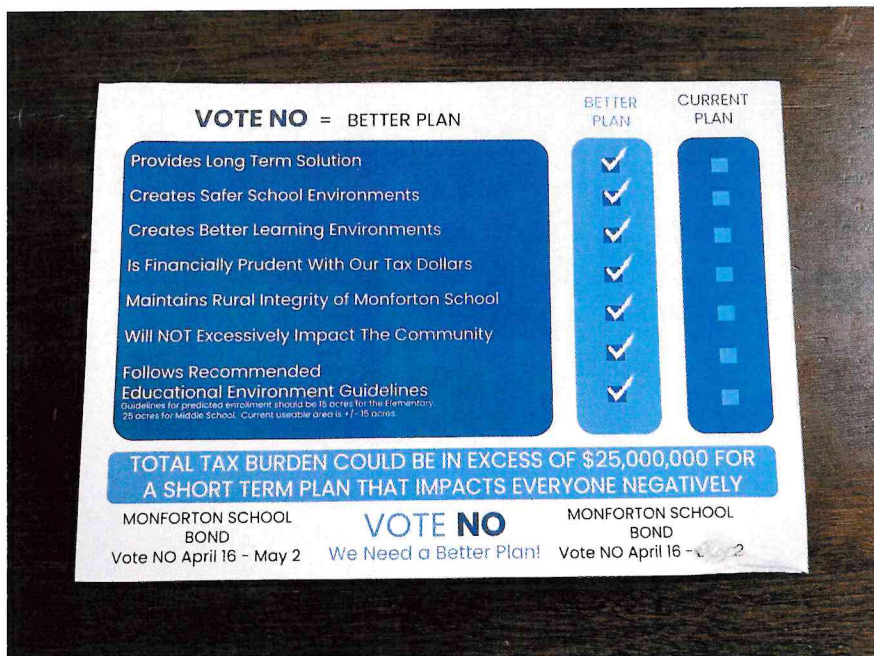 VOTE NO = BETTER PLAN
BETTER
PLAN
CURRENT
PLAN
Provides Long Term Solution
Creates Safer School Environments
Creates Better Learning Environments
Is Financially Prudent With Our Tax Dollars
Maintains Rural Integrity of Monforton School
Will NOT Excessively Impact The Community
Follows Recommended
Educational Environment Guidelines
Guidelines for predicted enrollment should be 15 acres for the Elementary,
25 acres for Middle School. Current useable area is +/- 15 acres.
TOTAL TAX BURDEN COULD BE IN EXCESS OF $25,000,000 FOR
A SHORT TERM PLAN THAT IMPACTS EVERYONE NEGATIVELY
MONFORTON SCHOOL
BOND
Vote NO April 16 - May 2
VOTE NO
We Need a Better Plan!
MONFORTON SCHOOL
BOND
Vote NO April 16 - 2